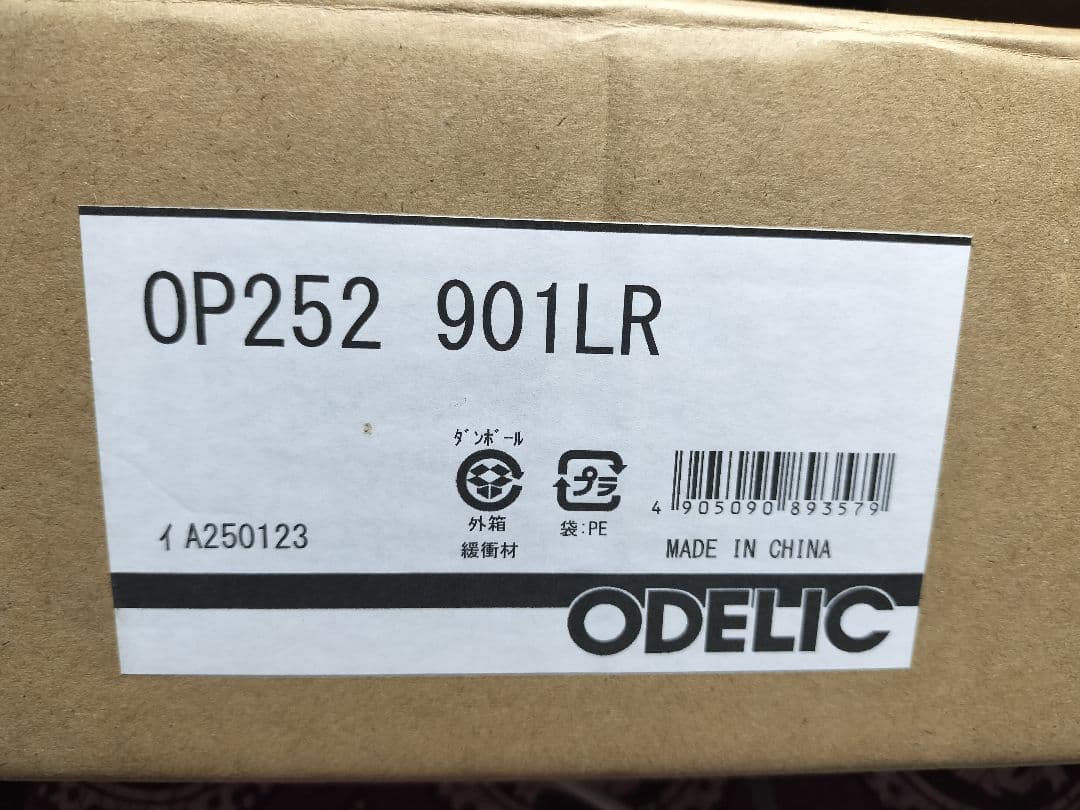 OP252 901LR
ﾀﾞﾝﾎﾞｰﾙ
外箱
緩衝材
プラ
袋:PE
4 905090 893579
ｲ A250123
MADE IN CHINA
ODELIC